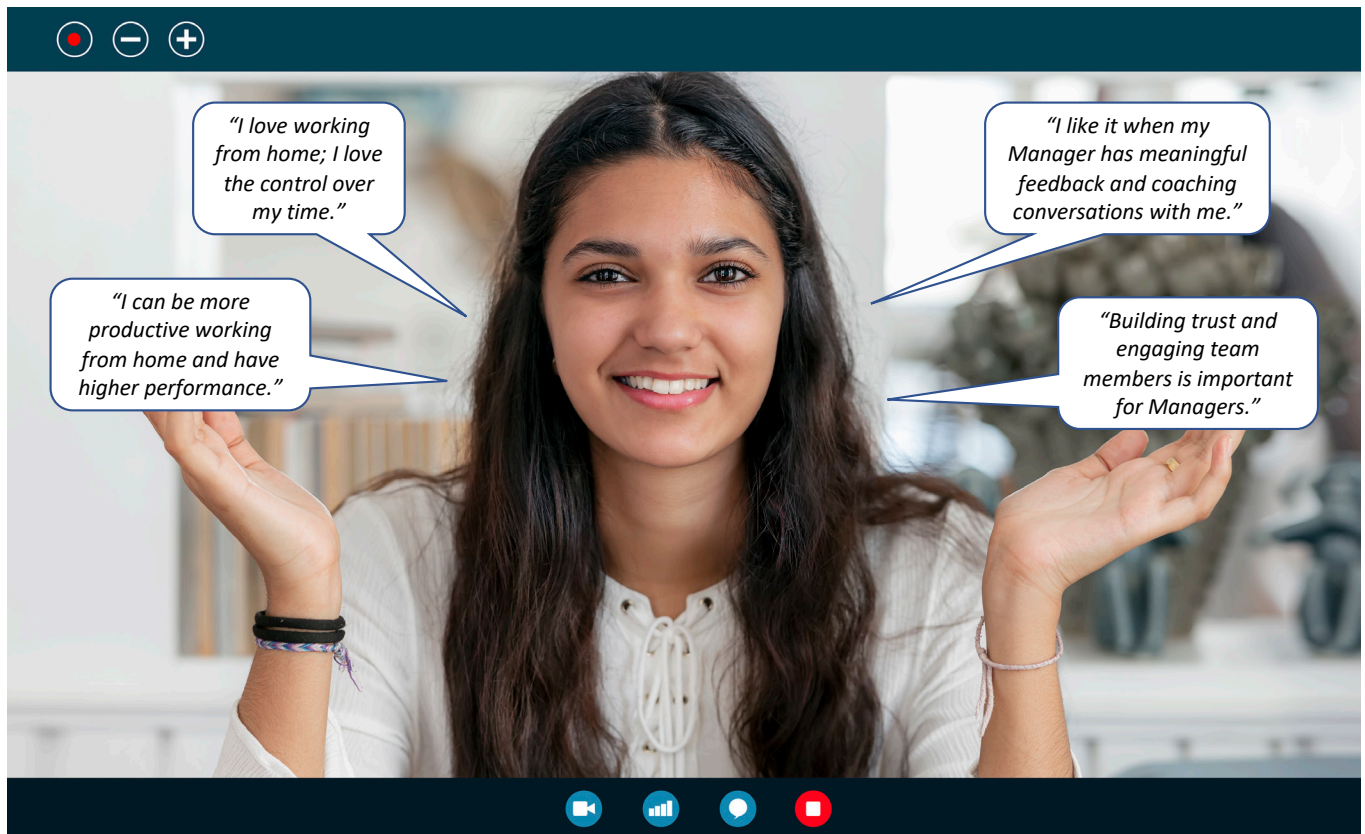 “I love working
from home; I love
the control over
my time.”
“I can be more
productive working
from home and have
higher performance.”
“I like it when my
Manager has meaningful
feedback and coaching
conversations with me.”
“Building trust and
engaging team
members is important
for Managers.”